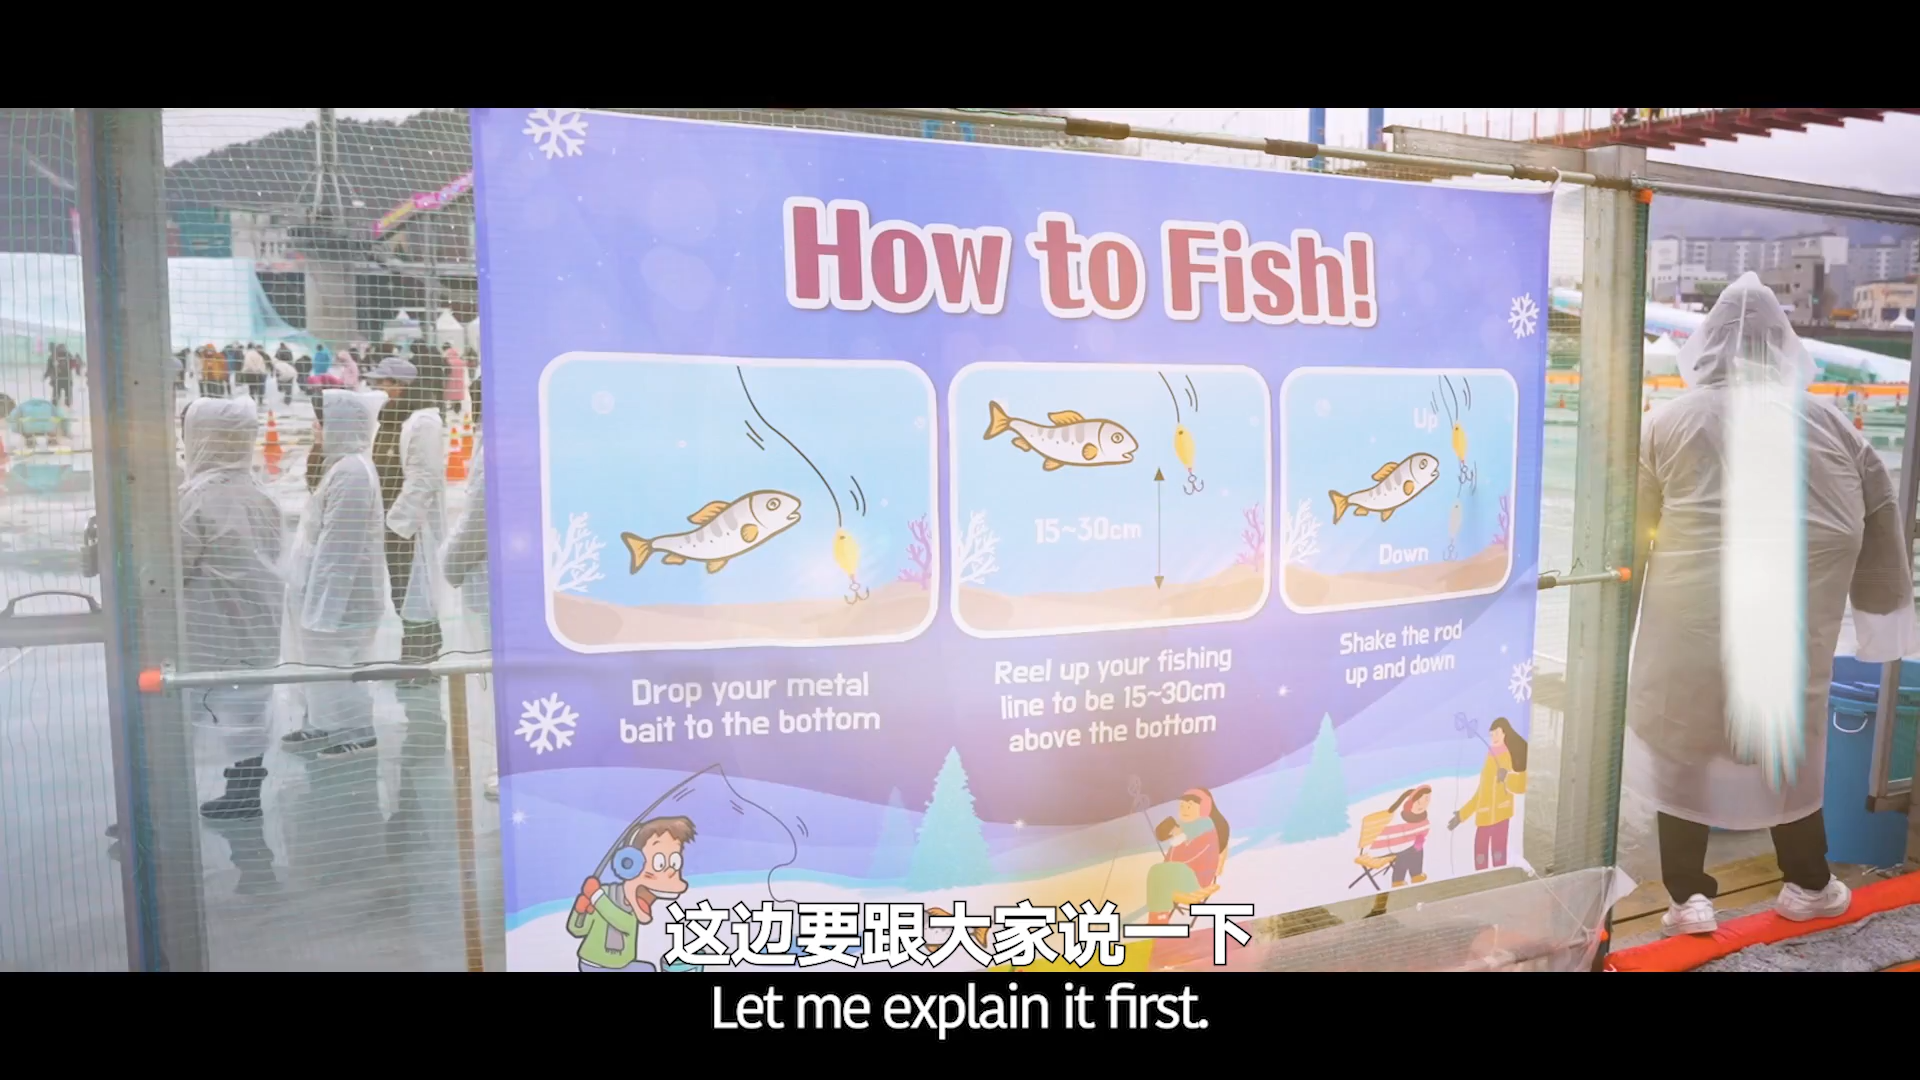 How to Fish!
15~30cm
Up
Down
Drop your metal
bait to the bottom
Reel up your fishing
line to be 15~30cm
above the bottom
Shake the rod
up and down
这边要跟大家说一下
Let me explain it first.